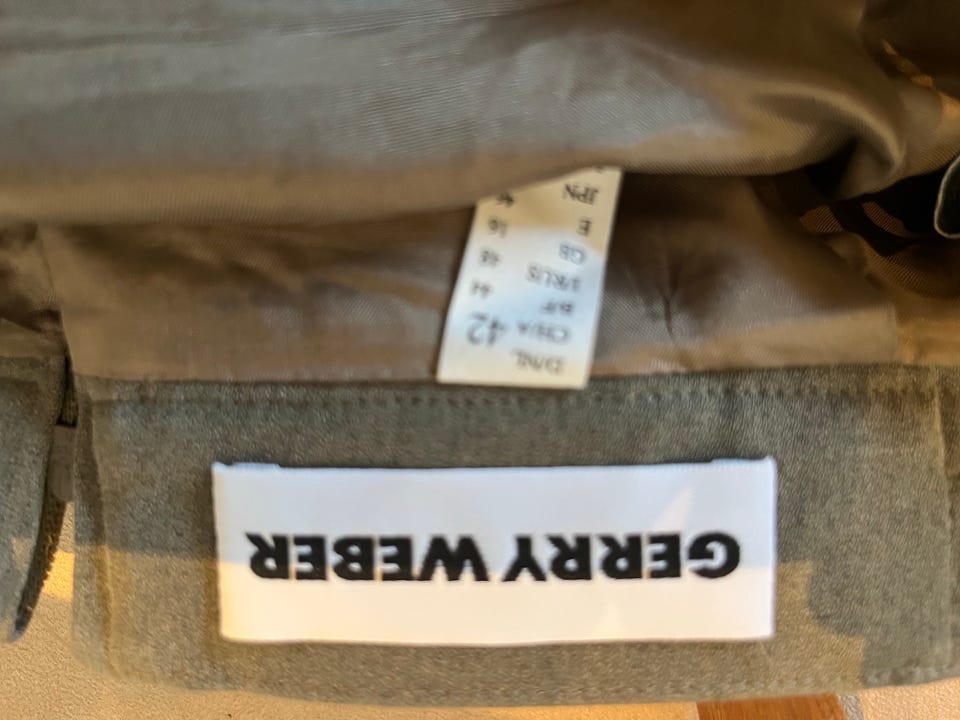 GERRY WEBER
D/NL
CH/A 42
B/F 44
I/RUS 48
GB 16
E
JPN